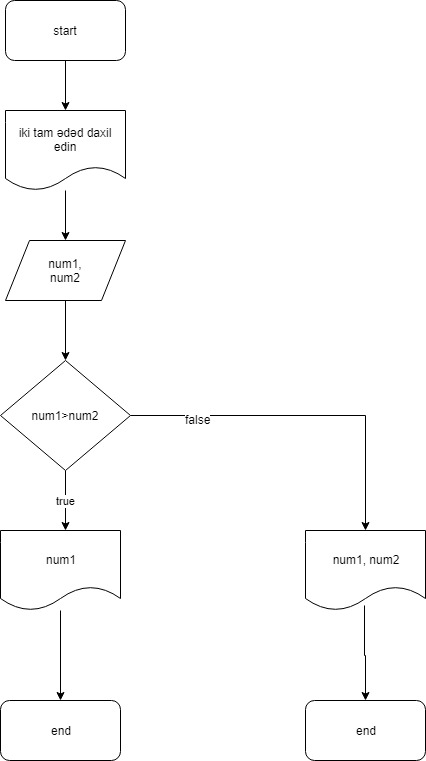 start
iki tam ədəd daxil
edin
num1,
num2
num1>num2
false
true
num1
num1, num2
end
end